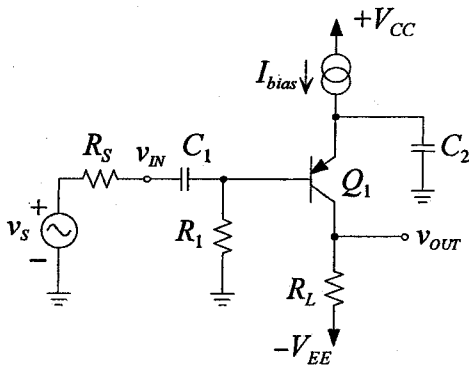 +V_CC
I_bias
R_S
v_IN
C_1
C_2
Q_1
+
v_S
−
R_1
v_OUT
R_L
−V_EE